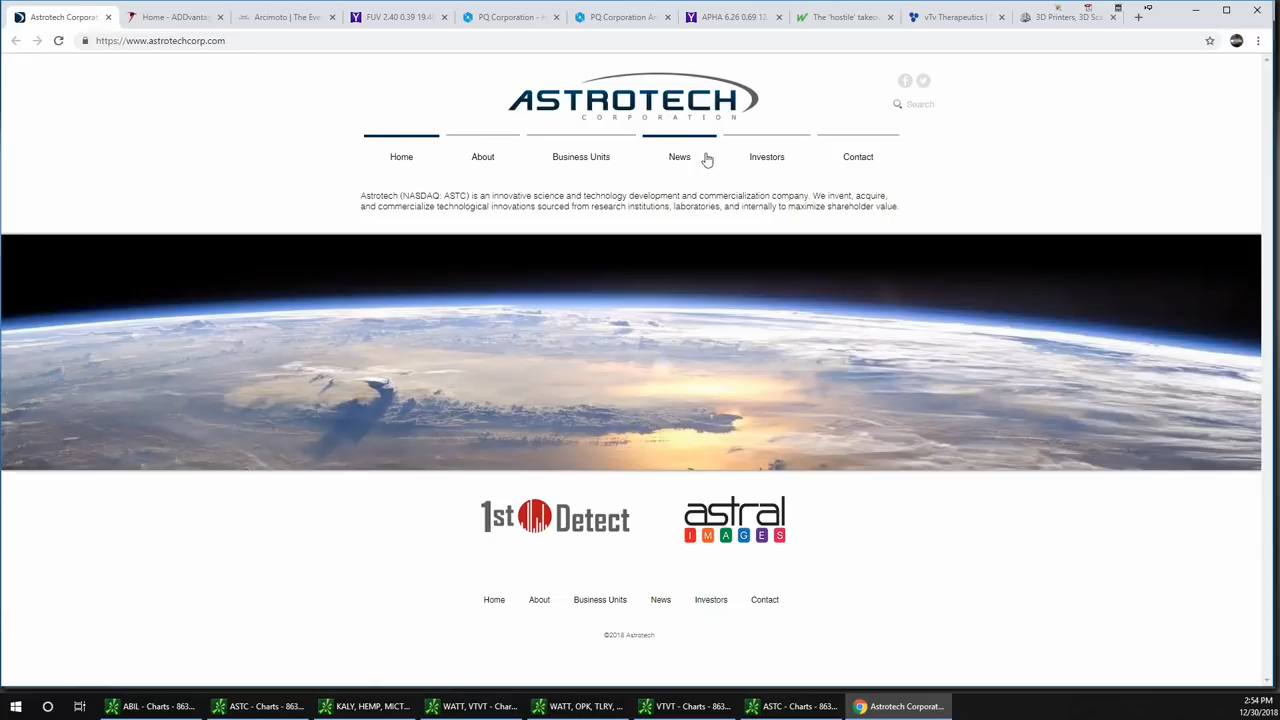 Astrotech Corporat
Home - ADDvantag
Arcimoto | The Eve
FUV 2.40 0.39 19.40
PQ Corporation - H
PQ Corporation An
APHA 6.26 0.69 12.
The 'hostile' takeov
vTv Therapeutics |
3D Printers, 3D Sca
https://www.astrotechcorp.com
ASTROTECH
CORPORATION
Search
Home
About
Business Units
News
Investors
Contact
Astrotech (NASDAQ: ASTC) is an innovative science and technology development and commercialization company. We invent, acquire,
and commercialize technological innovations sourced from research institutions, laboratories, and internally to maximize shareholder value.
1st Detect
astral
IMAGES
Home
About
Business Units
News
Investors
Contact
©2018 Astrotech
ABIL - Charts - 863...
ASTC - Charts - 863...
KALY, HEMP, MICT...
WATT, VTVT - Char...
WATT, OPK, TLRY, ...
VTVT - Charts - 863...
ASTC - Charts - 863...
Astrotech Corporat...
2:54 PM
12/30/2018